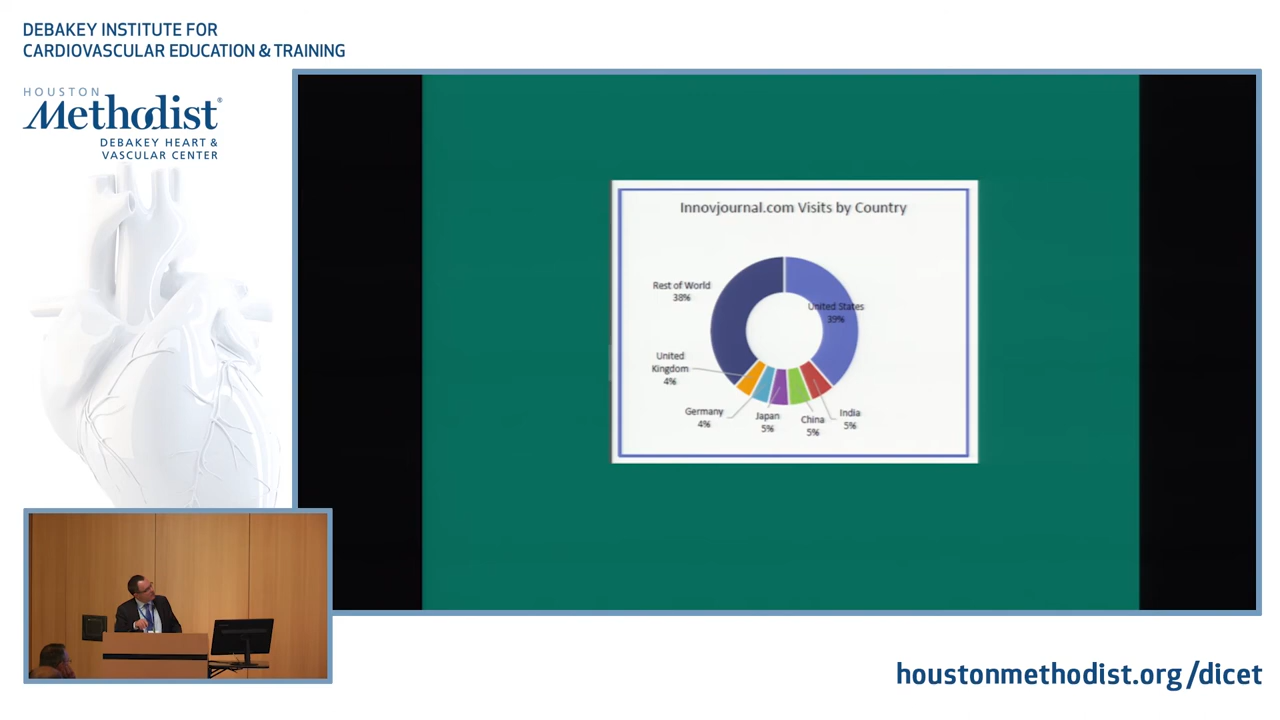 DEBAKEY INSTITUTE FOR
CARDIOVASCULAR EDUCATION & TRAINING
HOUSTON
Methodist®
DEBAKEY HEART &
VASCULAR CENTER
Innovjournal.com Visits by Country
Rest of World
38%
United States
39%
United
Kingdom
4%
Germany
4%
Japan
5%
China
5%
India
5%
houstonmethodist.org/dicet